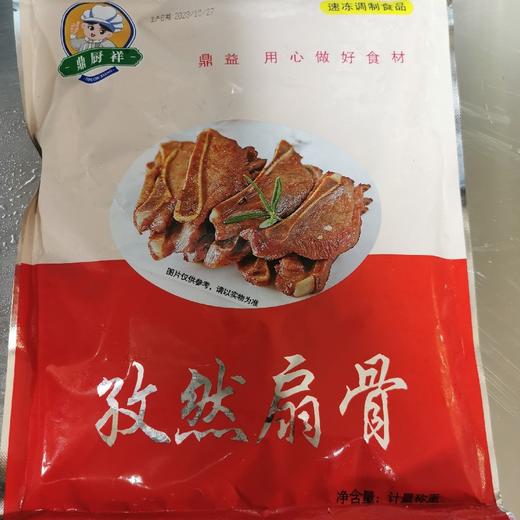 生产日期 2023/10/27
速冻调制食品
鼎厨祥
DINGCHUXIANG
鼎益 用心做好食材
图片仅供参考，请以实物为准
孜然扇骨
净含量：计量称重